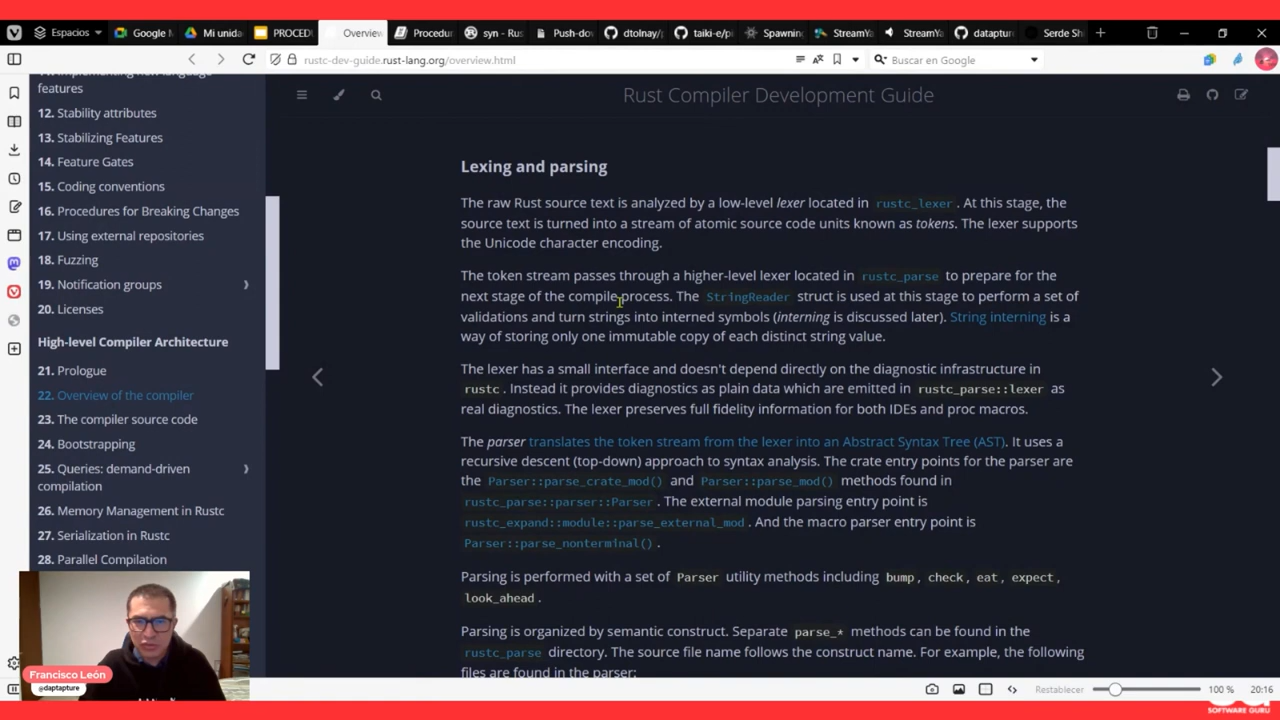 Espacios
Google
Mi unida
PROCEDU
Overview
Procedur
syn - Rus
Push-dov
dtolnay/
taiki-e/pi
Spawning
StreamYa
StreamYa
datapture
Serde Sh
rustc-dev-guide.rust-lang.org/overview.html
Buscar en Google
features
12. Stability attributes
13. Stabilizing Features
14. Feature Gates
15. Coding conventions
16. Procedures for Breaking Changes
17. Using external repositories
18. Fuzzing
19. Notification groups
20. Licenses
High-level Compiler Architecture
21. Prologue
22. Overview of the compiler
23. The compiler source code
24. Bootstrapping
25. Queries: demand-driven
compilation
26. Memory Management in Rustc
27. Serialization in Rustc
28. Parallel Compilation
Rust Compiler Development Guide
Lexing and parsing
The raw Rust source text is analyzed by a low-level lexer located in rustc_lexer. At this stage, the
source text is turned into a stream of atomic source code units known as tokens. The lexer supports
the Unicode character encoding.
The token stream passes through a higher-level lexer located in rustc_parse to prepare for the
next stage of the compile process. The StringReader struct is used at this stage to perform a set of
validations and turn strings into interned symbols (interning is discussed later). String interning is a
way of storing only one immutable copy of each distinct string value.
The lexer has a small interface and doesn't depend directly on the diagnostic infrastructure in
rustc. Instead it provides diagnostics as plain data which are emitted in rustc_parse::lexer as
real diagnostics. The lexer preserves full fidelity information for both IDEs and proc macros.
The parser translates the token stream from the lexer into an Abstract Syntax Tree (AST). It uses a
recursive descent (top-down) approach to syntax analysis. The crate entry points for the parser are
the Parser::parse_crate_mod() and Parser::parse_mod() methods found in
rustc_parse::parser::Parser. The external module parsing entry point is
rustc_expand::module::parse_external_mod. And the macro parser entry point is
Parser::parse_nonterminal().
Parsing is performed with a set of Parser utility methods including bump, check, eat, expect,
look_ahead.
Parsing is organized by semantic construct. Separate parse_* methods can be found in the
rustc_parse directory. The source file name follows the construct name. For example, the following
files are found in the parser:
Francisco León
@daptapture
Restablecer
100 %
20:16
SOFTWARE GURU